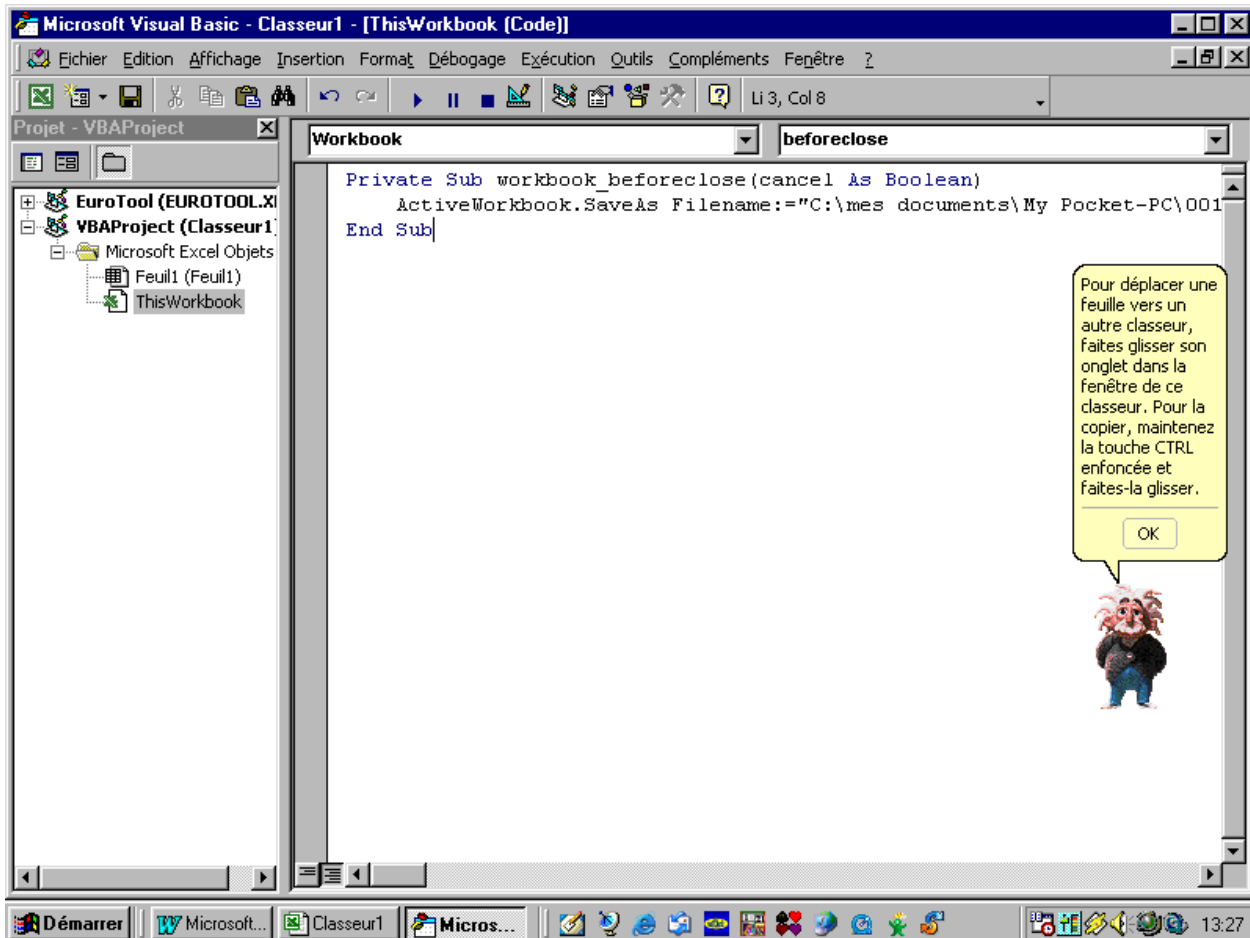 Microsoft Visual Basic - Classeur1 - [ThisWorkbook (Code)]
Eichier Edition Affichage Insertion Format Débogage Exécution Outils Compléments Fenêtre ?
Li 3, Col 8
Projet - VBAProject
Workbook
beforeclose
EuroTool (EUROTOOL.X
VBAProject (Classeur1
Microsoft Excel Objets
Feuil1 (Feuil1)
ThisWorkbook
Private Sub workbook_beforeclose(cancel As Boolean)
ActiveWorkbook.SaveAs Filename:="C:\mes documents\My Pocket-PC\001
End Sub
Pour déplacer une
feuille vers un
autre classeur,
faites glisser son
onglet dans la
fenêtre de ce
classeur. Pour la
copier, maintenez
la touche CTRL
enfoncée et
faites-la glisser.
OK
Démarrer
Microsoft...
Classeur1
Micros...
13:27